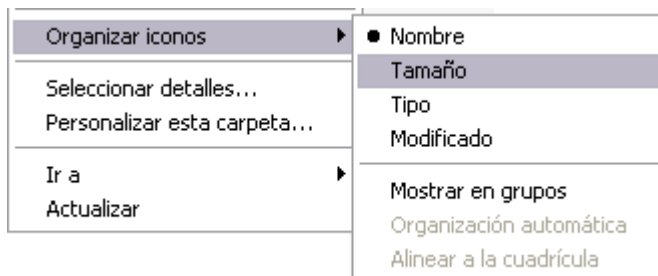 Organizar iconos
Seleccionar detalles...
Personalizar esta carpeta...
Ir a
Actualizar
Nombre
Tamaño
Tipo
Modificado
Mostrar en grupos
Organización automática
Alinear a la cuadrícula